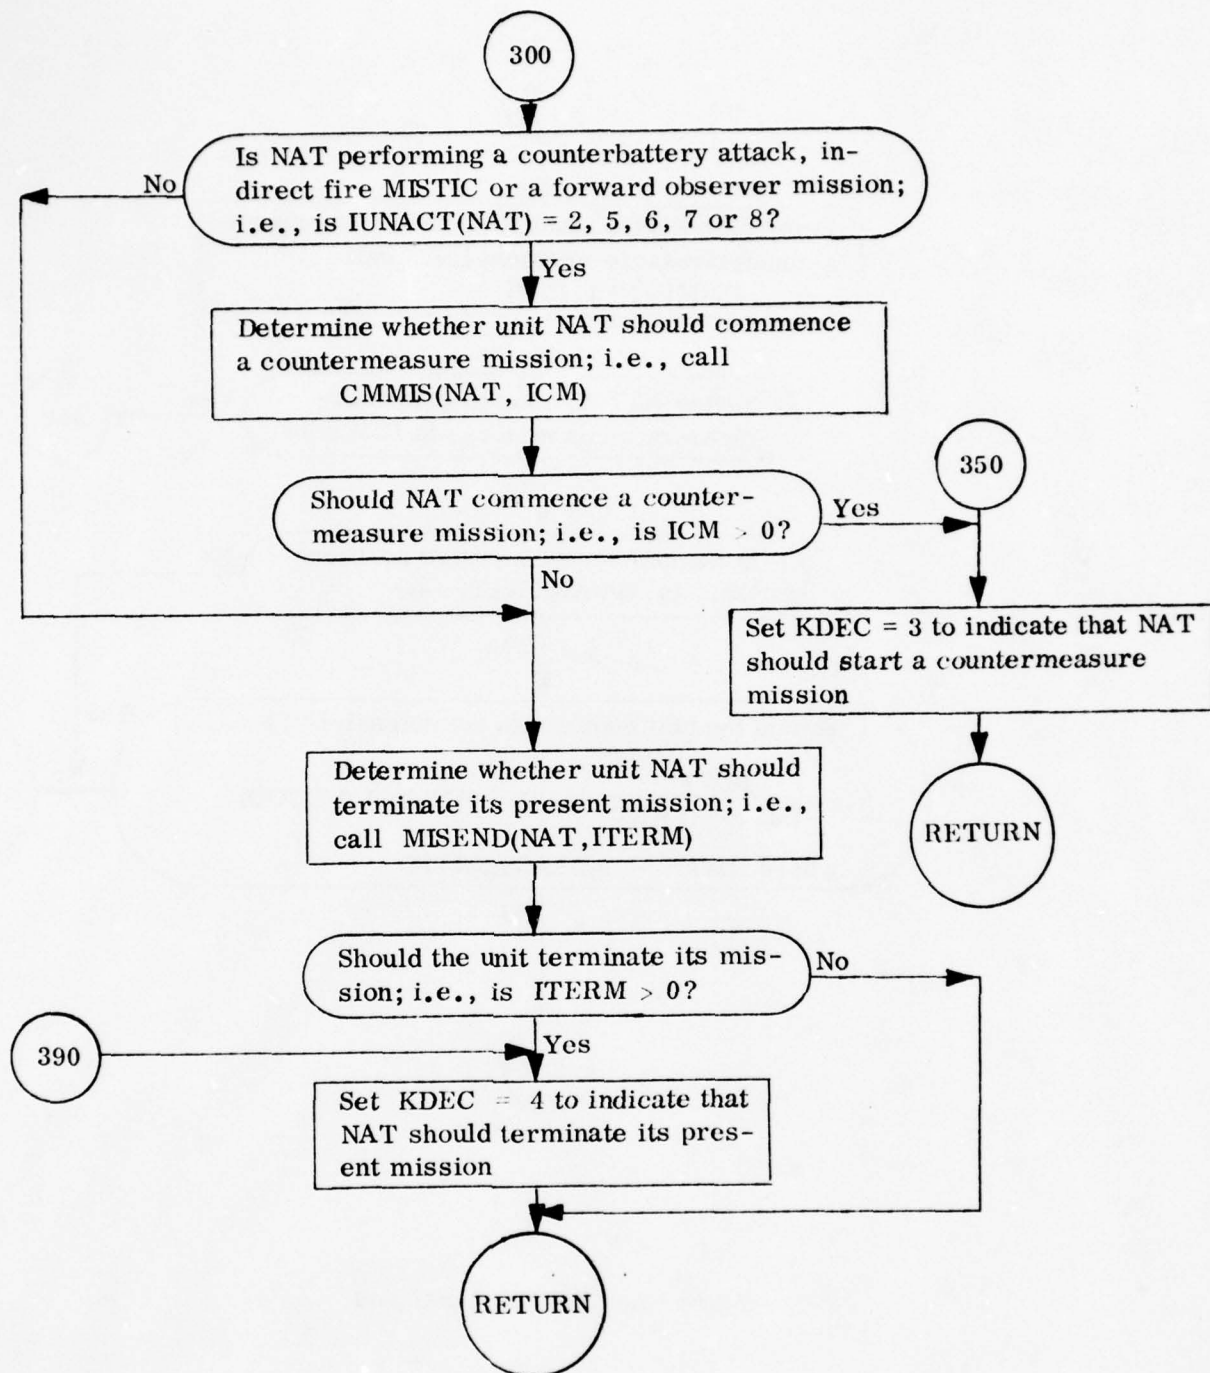 300
Is NAT performing a counterbattery attack, in-
direct fire MISTIC or a forward observer mission;
i.e., is IUNACT(NAT) = 2, 5, 6, 7 or 8?
No
Yes
Determine whether unit NAT should commence
a countermeasure mission; i.e., call
CMMIS(NAT, ICM)
350
Should NAT commence a counter-
measure mission; i.e., is ICM > 0?
Yes
No
Set KDEC = 3 to indicate that NAT
should start a countermeasure
mission
RETURN
Determine whether unit NAT should
terminate its present mission; i.e.,
call MISEND(NAT,ITERM)
Should the unit terminate its mis-
sion; i.e., is ITERM > 0?
No
390
Yes
Set KDEC = 4 to indicate that
NAT should terminate its pres-
ent mission
RETURN